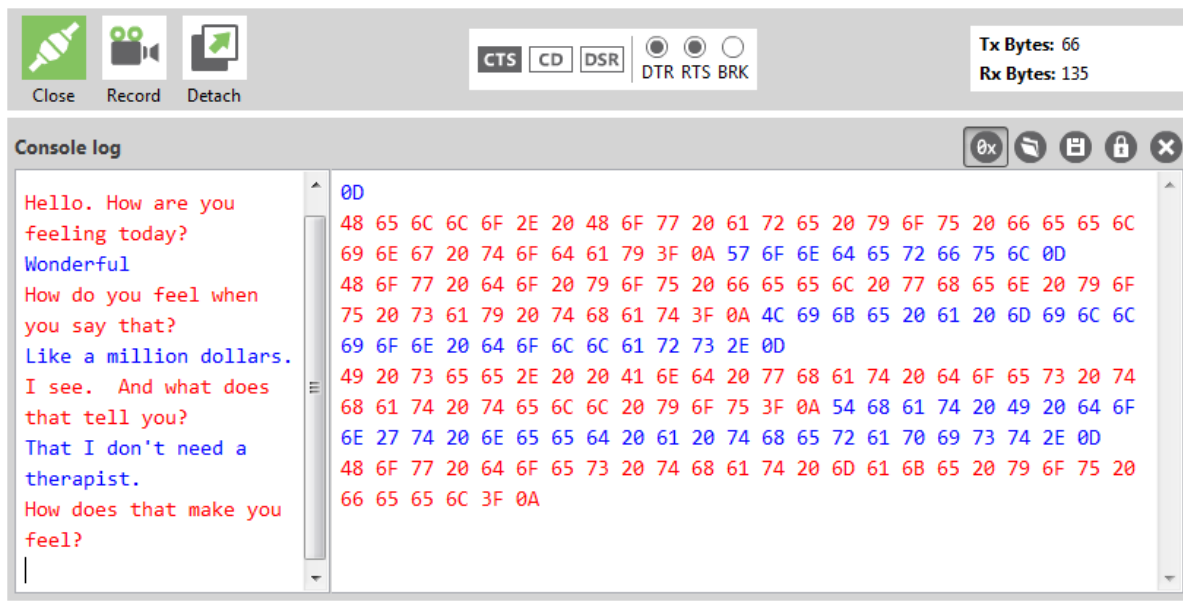 Close Record Detach
CTS CD DSR DTR RTS BRK
Tx Bytes: 66
Rx Bytes: 135
Console log
0x
Hello. How are you
feeling today?
Wonderful
How do you feel when
you say that?
Like a million dollars.
I see.  And what does
that tell you?
That I don't need a
therapist.
How does that make you
feel?
0D
48 65 6C 6C 6F 2E 20 48 6F 77 20 61 72 65 20 79 6F 75 20 66 65 65 6C
69 6E 67 20 74 6F 64 61 79 3F 0A 57 6F 6E 64 65 72 66 75 6C 0D
48 6F 77 20 64 6F 20 79 6F 75 20 66 65 65 6C 20 77 68 65 6E 20 79 6F
75 20 73 61 79 20 74 68 61 74 3F 0A 4C 69 6B 65 20 61 20 6D 69 6C 6C
69 6F 6E 20 64 6F 6C 6C 61 72 73 2E 0D
49 20 73 65 65 2E 20 20 41 6E 64 20 77 68 61 74 20 64 6F 65 73 20 74
68 61 74 20 74 65 6C 6C 20 79 6F 75 3F 0A 54 68 61 74 20 49 20 64 6F
6E 27 74 20 6E 65 65 64 20 61 20 74 68 65 72 61 70 69 73 74 2E 0D
48 6F 77 20 64 6F 65 73 20 74 68 61 74 20 6D 61 6B 65 20 79 6F 75 20
66 65 65 6C 3F 0A